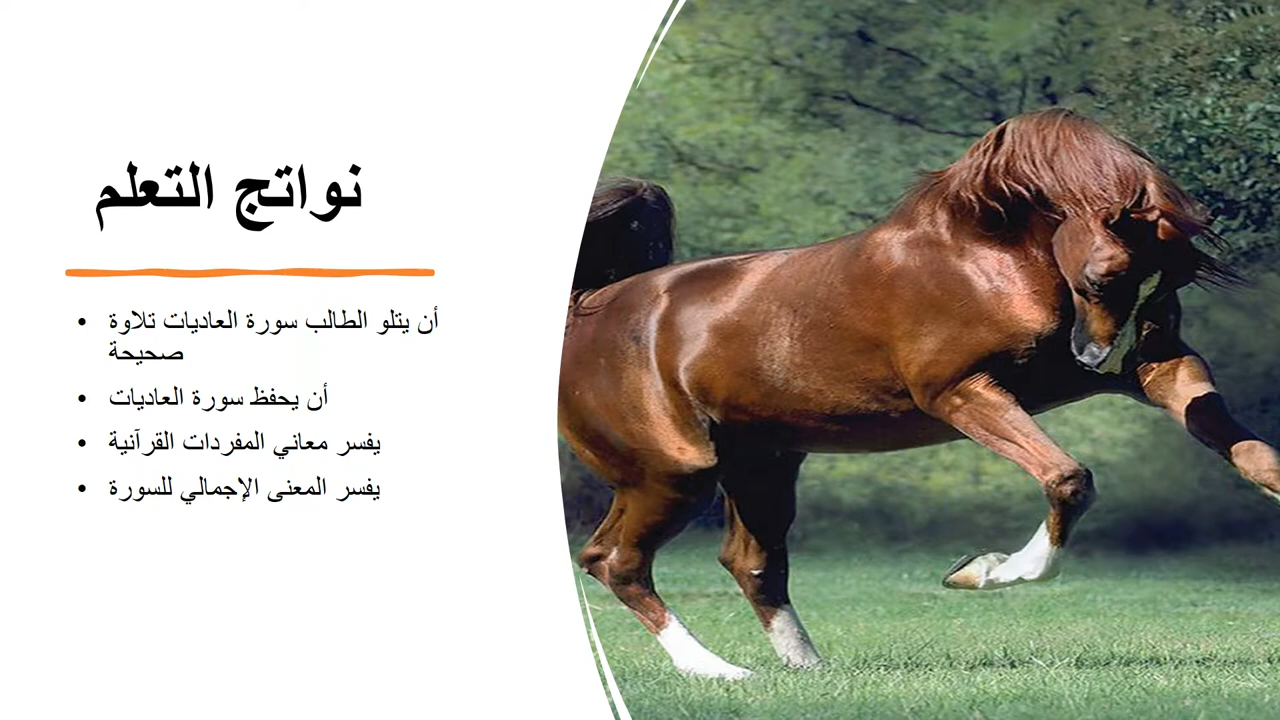 نواتج التعلم
• أن يتلو الطالب سورة العاديات تلاوة
صحيحة
• أن يحفظ سورة العاديات
• يفسر معاني المفردات القرآنية
• يفسر المعنى الإجمالي للسورة